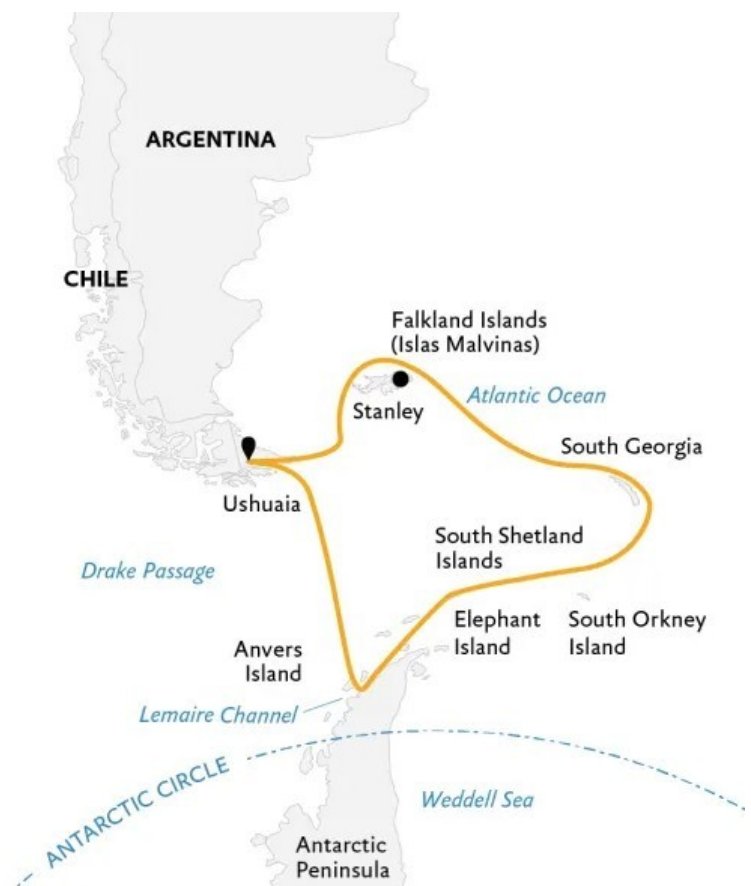 ARGENTINA
CHILE
Falkland Islands
(Islas Malvinas)
Atlantic Ocean
Stanley
South Georgia
Ushuaia
South Shetland
Islands
Drake Passage
Elephant
Island
South Orkney
Island
Anvers
Island
Lemaire Channel
ANTARCTIC CIRCLE
Weddell Sea
Antarctic
Peninsula